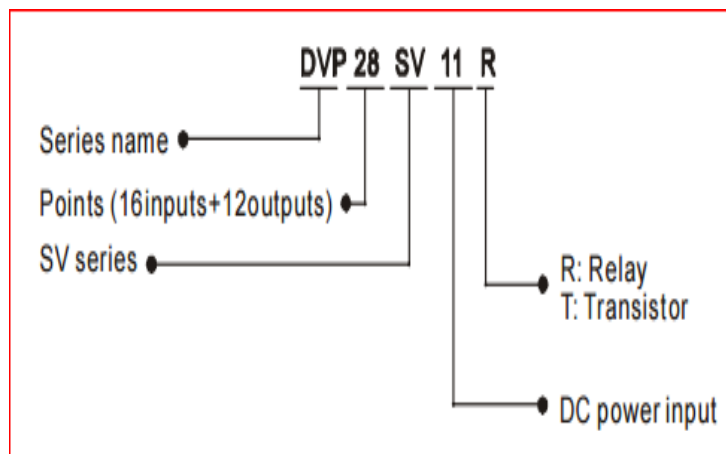 DVP 28 SV 11 R
Series name
Points (16inputs+12outputs)
SV series
R: Relay
T: Transistor
DC power input